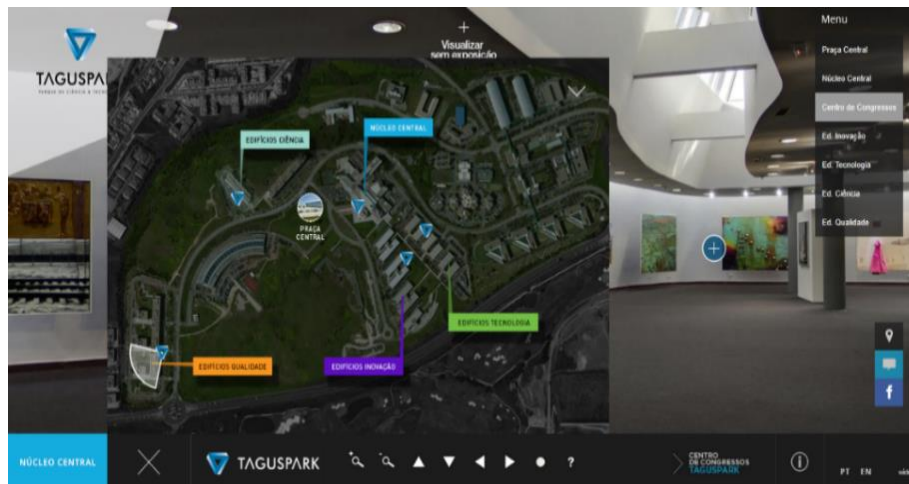 TAGUSPARK
PARQUE DE CIÊNCIA & TECNO
Visualizar
sem exposição
Menu
Praça Central
Núcleo Central
Centro de Congressos
Ed. Inovação
Ed. Tecnologia
Ed. Ciência
Ed. Qualidade
EDIFÍCIOS CIÊNCIA
NÚCLEO CENTRAL
PRAÇA
CENTRAL
EDIFÍCIOS TECNOLOGIA
EDIFÍCIOS QUALIDADE
EDIFÍCIOS INOVAÇÃO
f
NÚCLEO CENTRAL
TAGUSPARK
?
CENTRO
DE CONGRESSOS
TAGUSPARK
i
PT EN